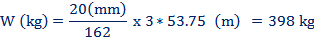 W (kg) = 20(mm)/162 x 3*53.75 (m) = 398 kg